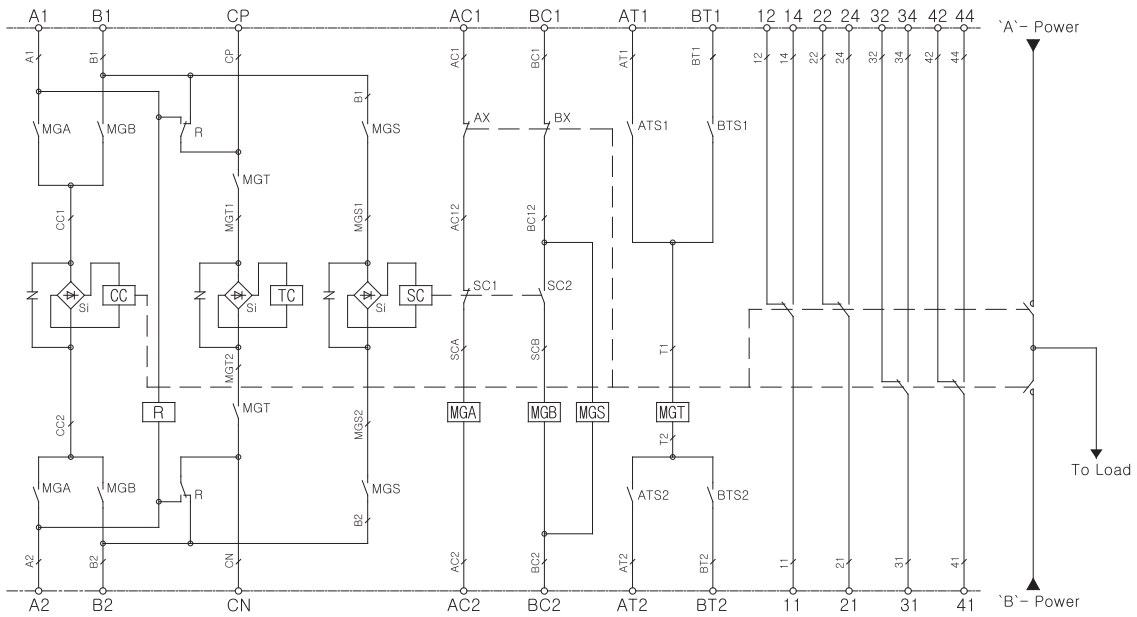 A1 B1 CP AC1 BC1 AT1 BT1 12 14 22 24 32 34 42 44
`A`- Power
A1 B1 CP AC1 BC1 AT1 BT1 12 14 22 24 32 34 42 44
B1
MGA MGB R MGS AX BX ATS1 BTS1
MGT
CC1 MGT1 MGS1 AC12 BC12
CC TC SC SC1 SC2
Si Si Si
MGT2 SCA SCB T1
R MGT MGA MGB MGS MGT
CC2 MGS2 T2
To Load
MGA MGB R MGS ATS2 BTS2
B2
A2 B2 CN AC2 BC2 AT2 BT2 11 21 31 41
A2 B2 CN AC2 BC2 AT2 BT2 11 21 31 41
`B`- Power